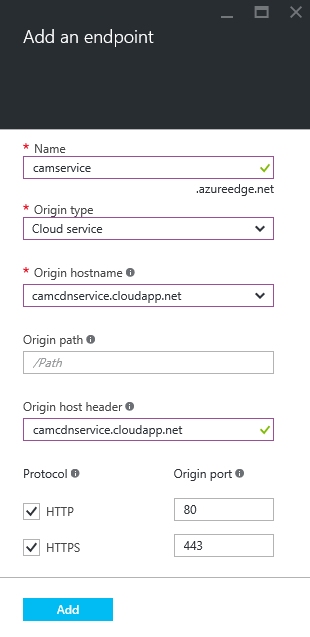 Add an endpoint
* Name
camservice
.azureedge.net
* Origin type
Cloud service
* Origin hostname
camcdnservice.cloudapp.net
Origin path
/Path
Origin host header
camcdnservice.cloudapp.net
Protocol Origin port
HTTP 80
HTTPS 443
Add